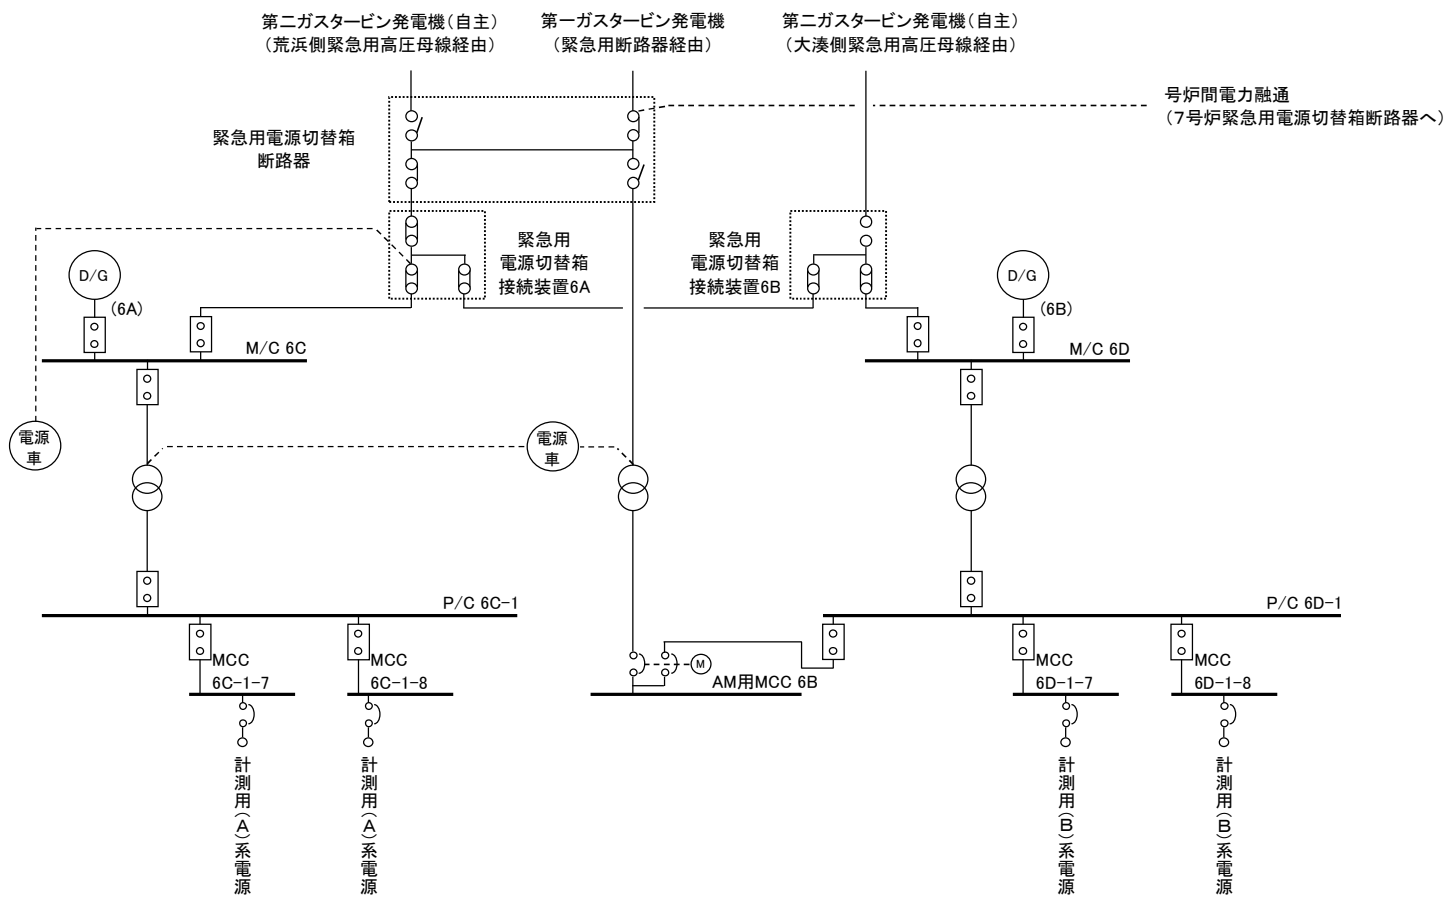 第二ガスタービン発電機(自主)
(荒浜側緊急用高圧母線経由)
第一ガスタービン発電機
(緊急用断路器経由)
第二ガスタービン発電機(自主)
(大湊側緊急用高圧母線経由)
号炉間電力融通
(7号炉緊急用電源切替箱断路器へ)
緊急用電源切替箱
断路器
緊急用
電源切替箱
接続装置6A
緊急用
電源切替箱
接続装置6B
D/G
(6A)
D/G
(6B)
M/C 6C
M/C 6D
電源
車
電源
車
P/C 6C-1
P/C 6D-1
MCC
6C-1-7
MCC
6C-1-8
M
AM用MCC 6B
MCC
6D-1-7
MCC
6D-1-8
計測用(A)系電源
計測用(A)系電源
計測用(B)系電源
計測用(B)系電源